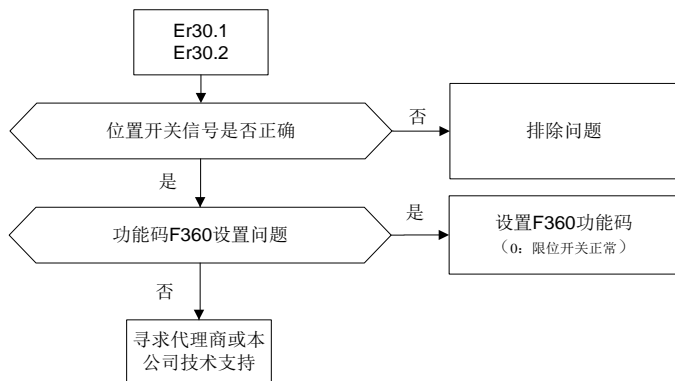 Er30.1
Er30.2
位置开关信号是否正确
否
排除问题
是
功能码F360设置问题
是
设置F360功能码
（0：限位开关正常）
否
寻求代理商或本
公司技术支持